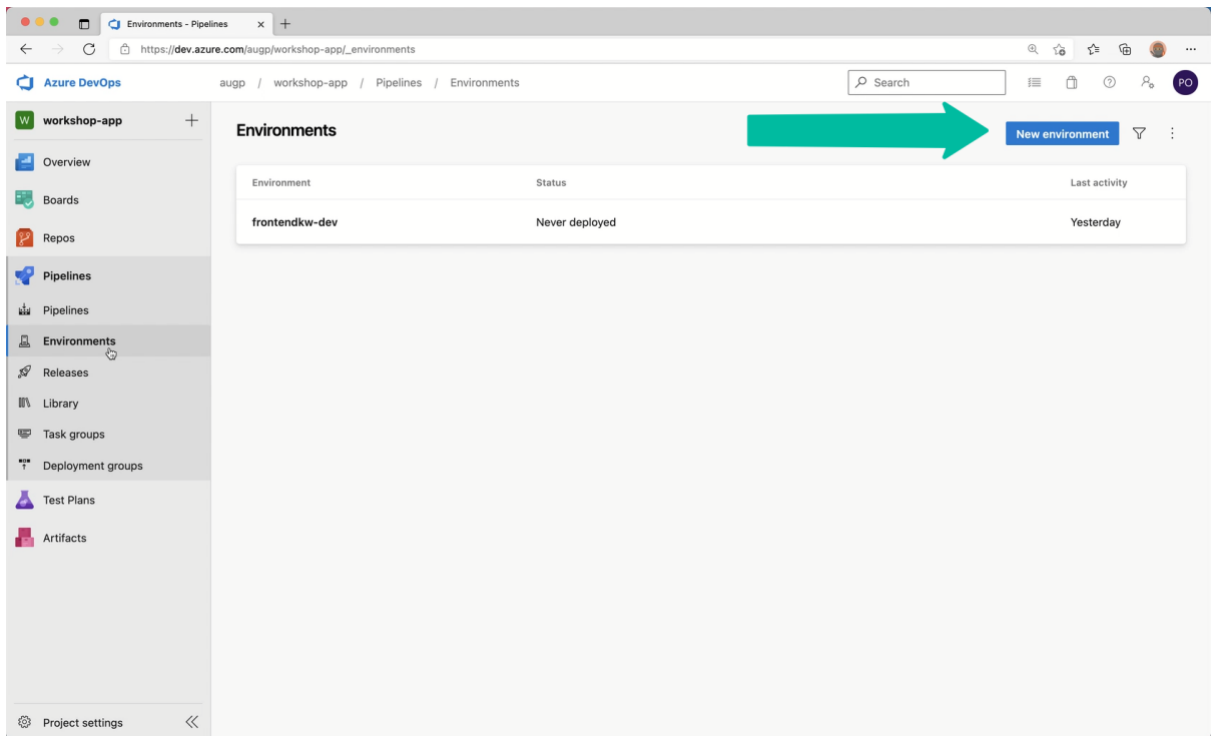 Environments - Pipelines
https://dev.azure.com/augp/workshop-app/_environments
Azure DevOps
augp / workshop-app / Pipelines / Environments
Search
PO
W workshop-app
Environments
New environment
Overview
Boards
Repos
Pipelines
Pipelines
Environments
Releases
Library
Task groups
Deployment groups
Test Plans
Artifacts
Environment Status Last activity
frontendkw-dev Never deployed Yesterday
Project settings